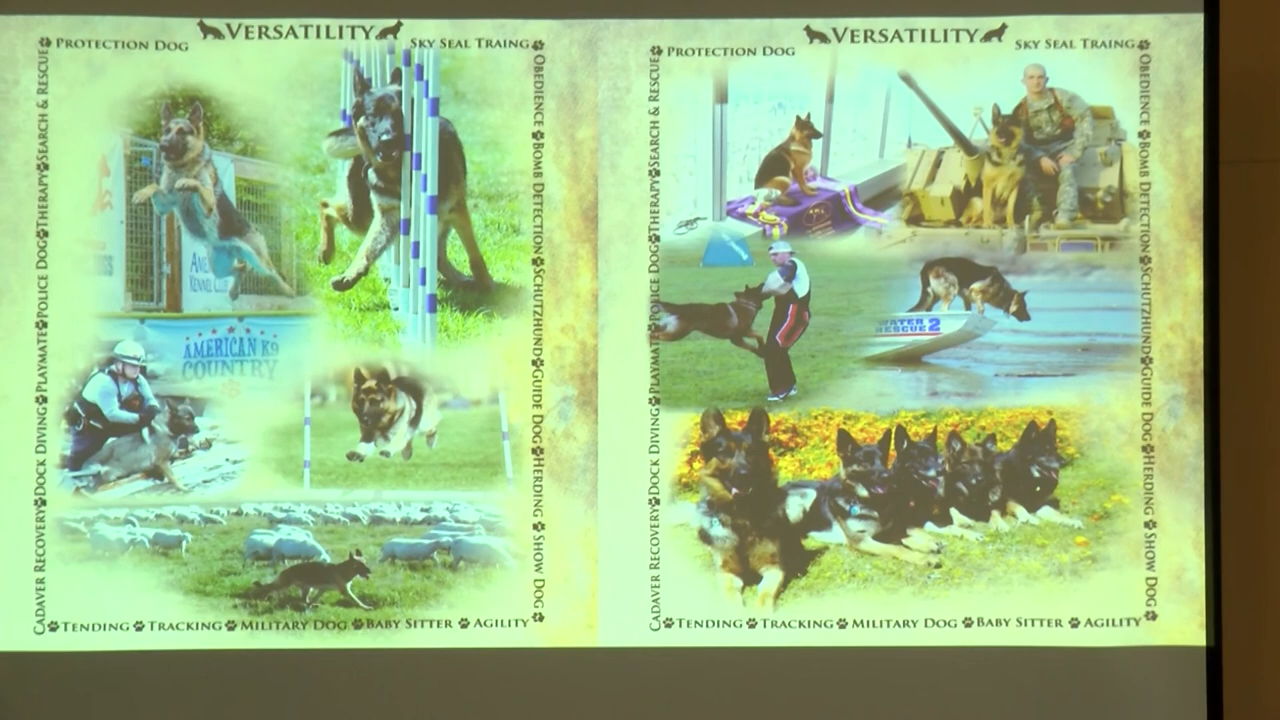 VERSATILITY
PROTECTION DOG
SKY SEAL TRAING
OBEDIENCE BOMB DETECTION SCHUTZHUND GUIDE DOG HERDING SHOW DOG
CADAVER RECOVERY DOCK DIVING PLAYMATE POLICE DOG THERAPY SEARCH & RESCUE
KENNEL CLUB
AMERICAN K9
COUNTRY
TENDING TRACKING MILITARY DOG BABY SITTER AGILITY
VERSATILITY
PROTECTION DOG
SKY SEAL TRAING
OBEDIENCE BOMB DETECTION SCHUTZHUND GUIDE DOG HERDING SHOW DOG
CADAVER RECOVERY DOCK DIVING PLAYMATE POLICE DOG THERAPY SEARCH & RESCUE
WATER
RESCUE 2
TENDING TRACKING MILITARY DOG BABY SITTER AGILITY